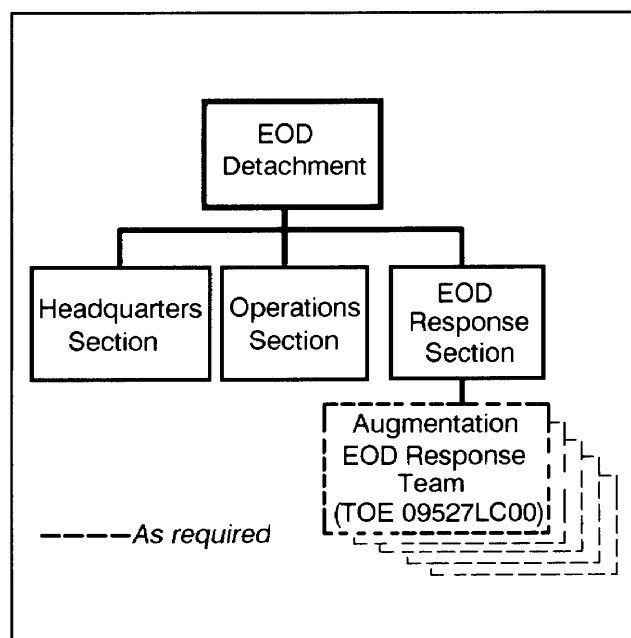 EOD
Detachment
Headquarters
Section
Operations
Section
EOD
Response
Section
Augmentation
EOD Response
Team
(TOE 09527LC00)
As required